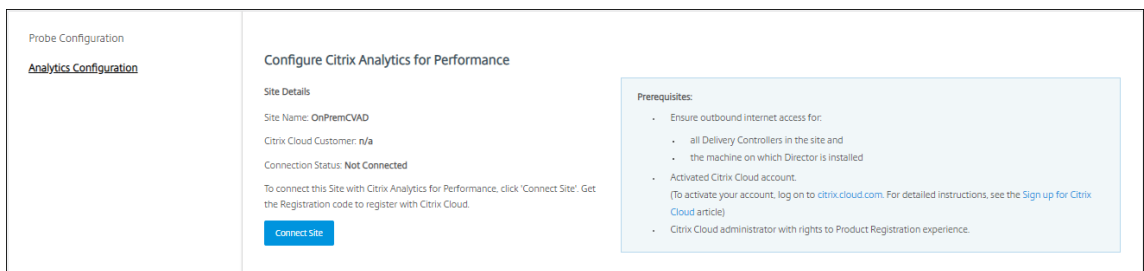 Probe Configuration
Analytics Configuration
Configure Citrix Analytics for Performance
Site Details
Site Name: OnPremCVAD
Citrix Cloud Customer: n/a
Connection Status: Not Connected
To connect this Site with Citrix Analytics for Performance, click 'Connect Site'. Get
the Registration code to register with Citrix Cloud.
Connect Site
Prerequisites:
• Ensure outbound internet access for:
• all Delivery Controllers in the site and
• the machine on which Director is installed
• Activated Citrix Cloud account.
(To activate your account, log on to citrix.cloud.com. For detailed instructions, see the Sign up for Citrix
Cloud article)
• Citrix Cloud administrator with rights to Product Registration experience.